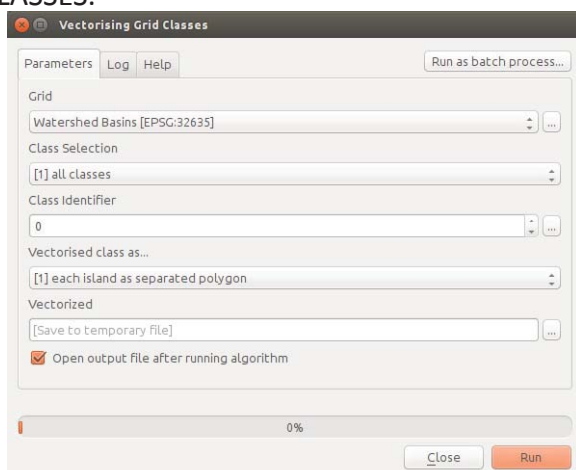 CLASSES:
Vectorising Grid Classes
Parameters Log Help Run as batch process...
Grid
Watershed Basins [EPSG:32635] ...
Class Selection
[1] all classes
Class Identifier
0 ...
Vectorised class as...
[1] each island as separated polygon
Vectorized
[Save to temporary file] ...
Open output file after running algorithm
0%
Close Run